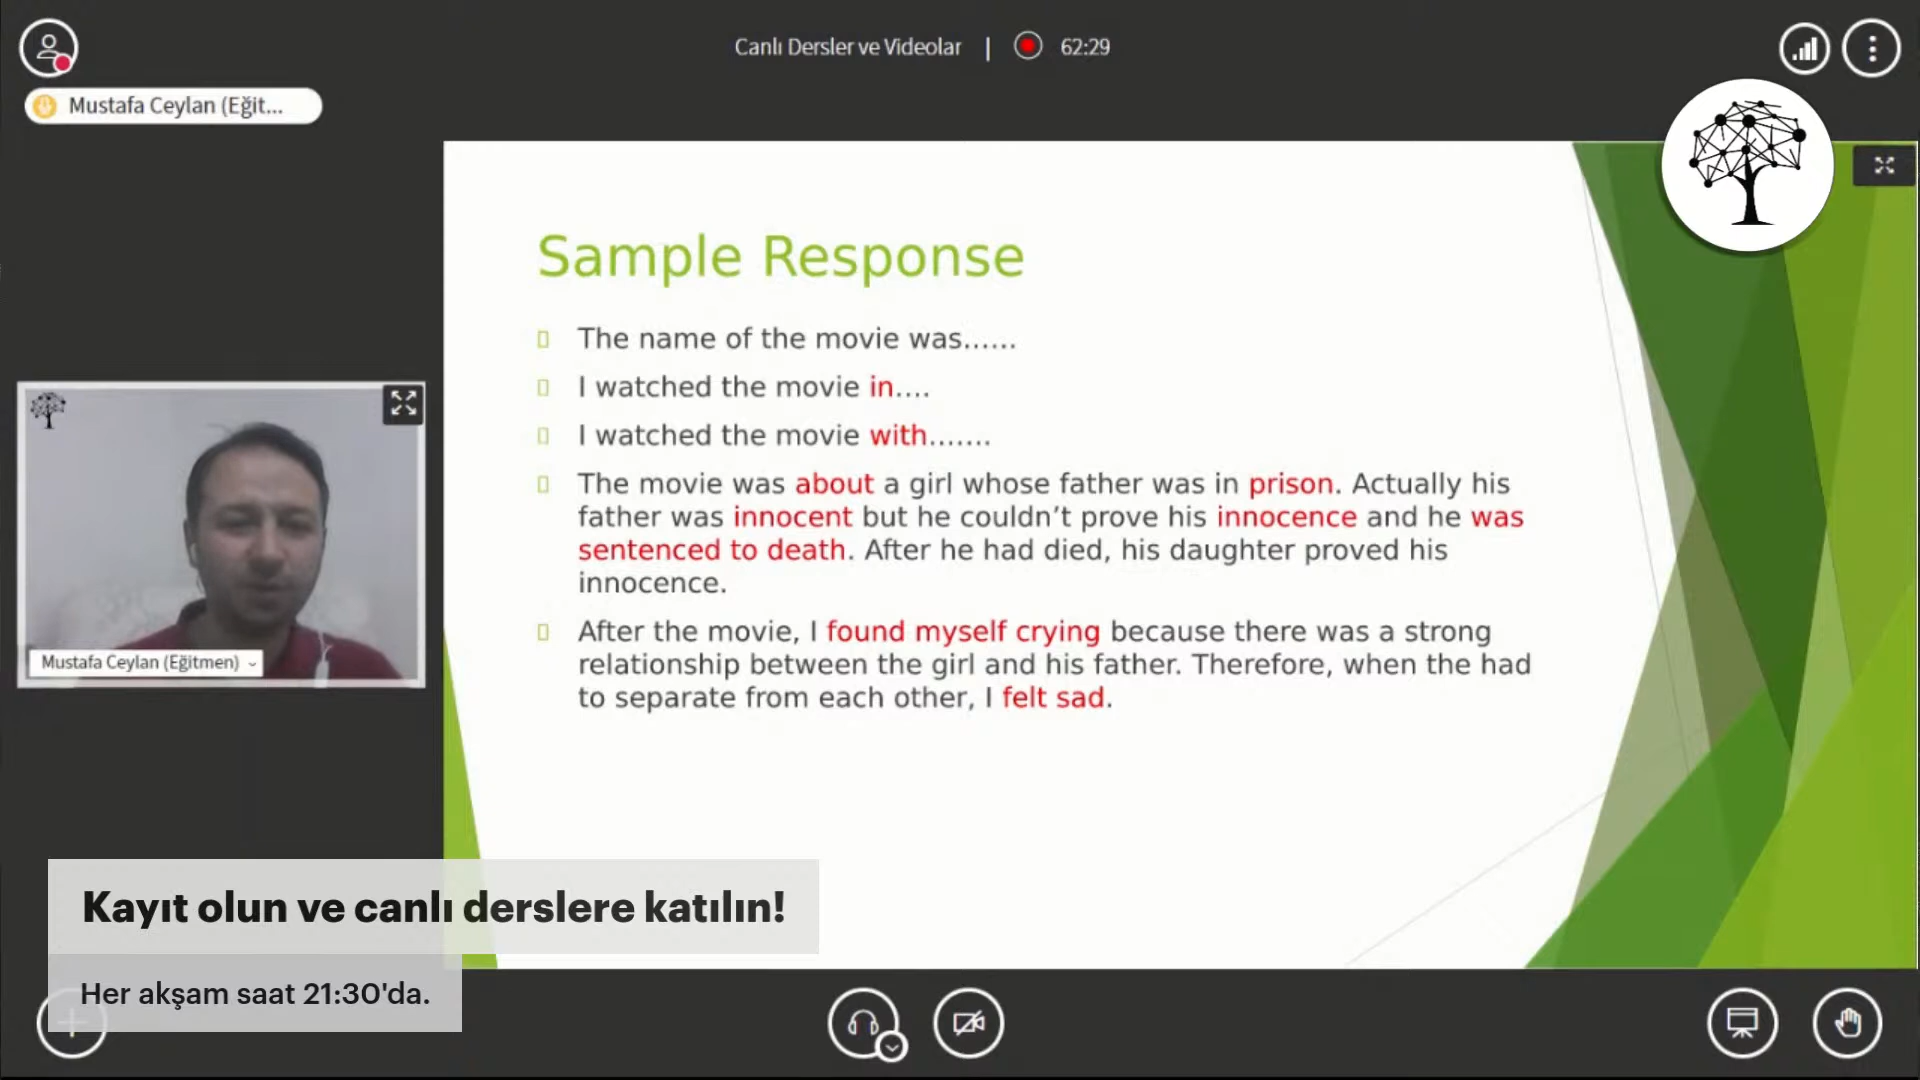 Canlı Dersler ve Videolar | 62:29
Mustafa Ceylan (Eğit...
Sample Response
The name of the movie was......
I watched the movie in....
I watched the movie with.......
The movie was about a girl whose father was in prison. Actually his
father was innocent but he couldn’t prove his innocence and he was
sentenced to death. After he had died, his daughter proved his
innocence.
After the movie, I found myself crying because there was a strong
relationship between the girl and his father. Therefore, when the had
to separate from each other, I felt sad.
Mustafa Ceylan (Eğitmen)
Kayıt olun ve canlı derslere katılın!
Her akşam saat 21:30'da.